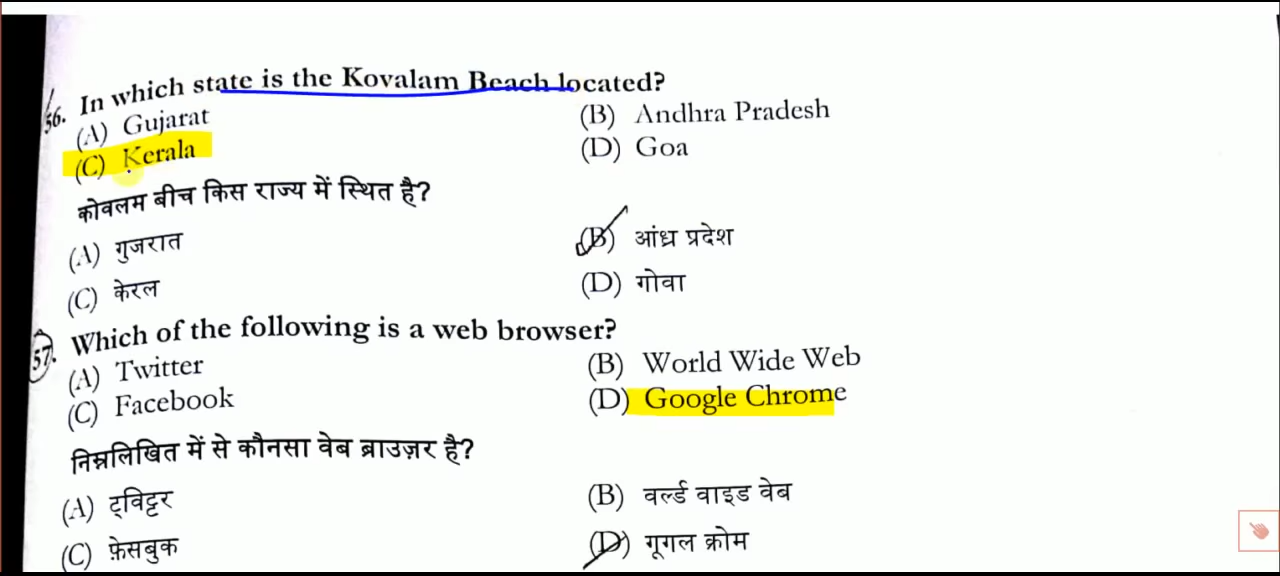 56. In which state is the Kovalam Beach located?
(A) Gujarat (B) Andhra Pradesh
(C) Kerala (D) Goa
कोवलम बीच किस राज्य में स्थित है?
(A) गुजरात (B) आंध्र प्रदेश
(C) केरल (D) गोवा
57. Which of the following is a web browser?
(A) Twitter (B) World Wide Web
(C) Facebook (D) Google Chrome
निम्नलिखित में से कौनसा वेब ब्राउज़र है?
(A) ट्विट्टर (B) वर्ल्ड वाइड वेब
(C) फ़ेसबुक (D) गूगल क्रोम